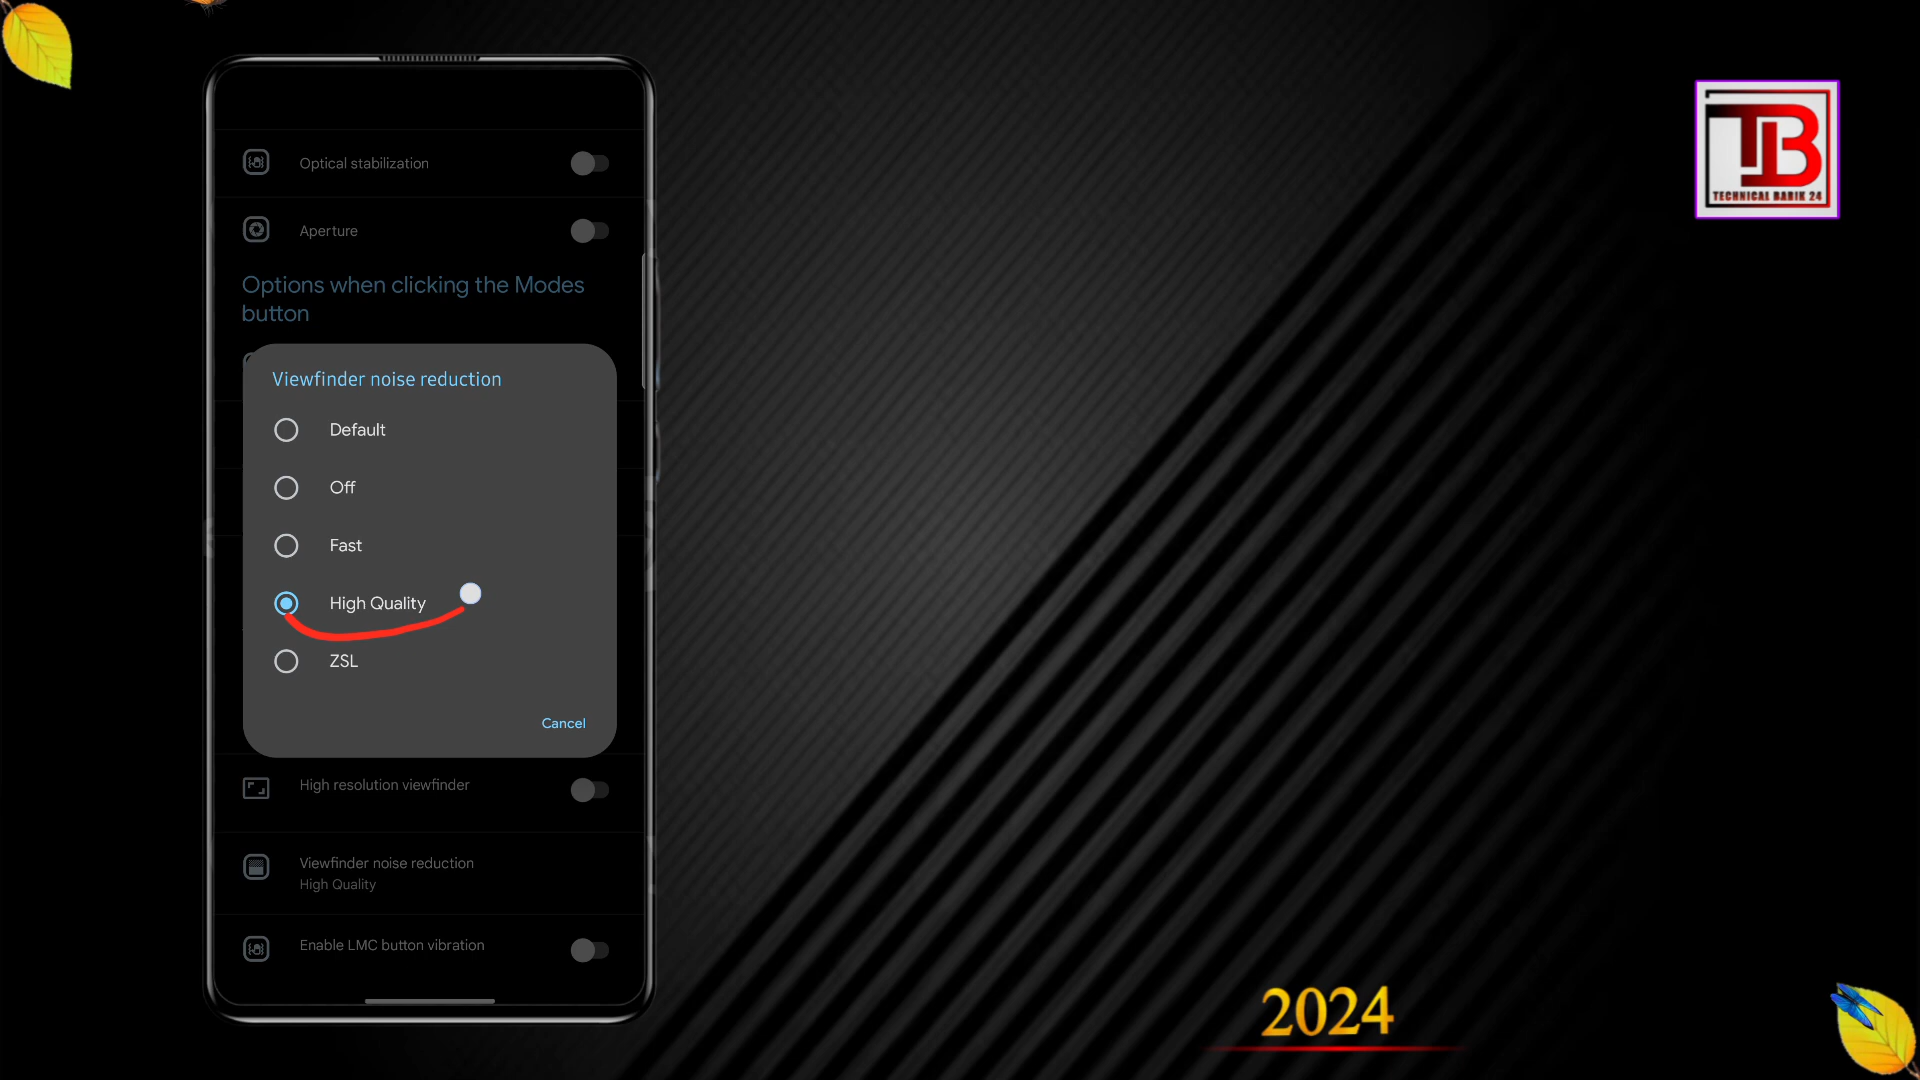 Optical stabilization
Aperture
Options when clicking the Modes
button
Viewfinder noise reduction
Default
Off
Fast
High Quality
ZSL
Cancel
High resolution viewfinder
Viewfinder noise reduction
High Quality
Enable LMC button vibration
TB
TECHNICAL BARIK 24
2024